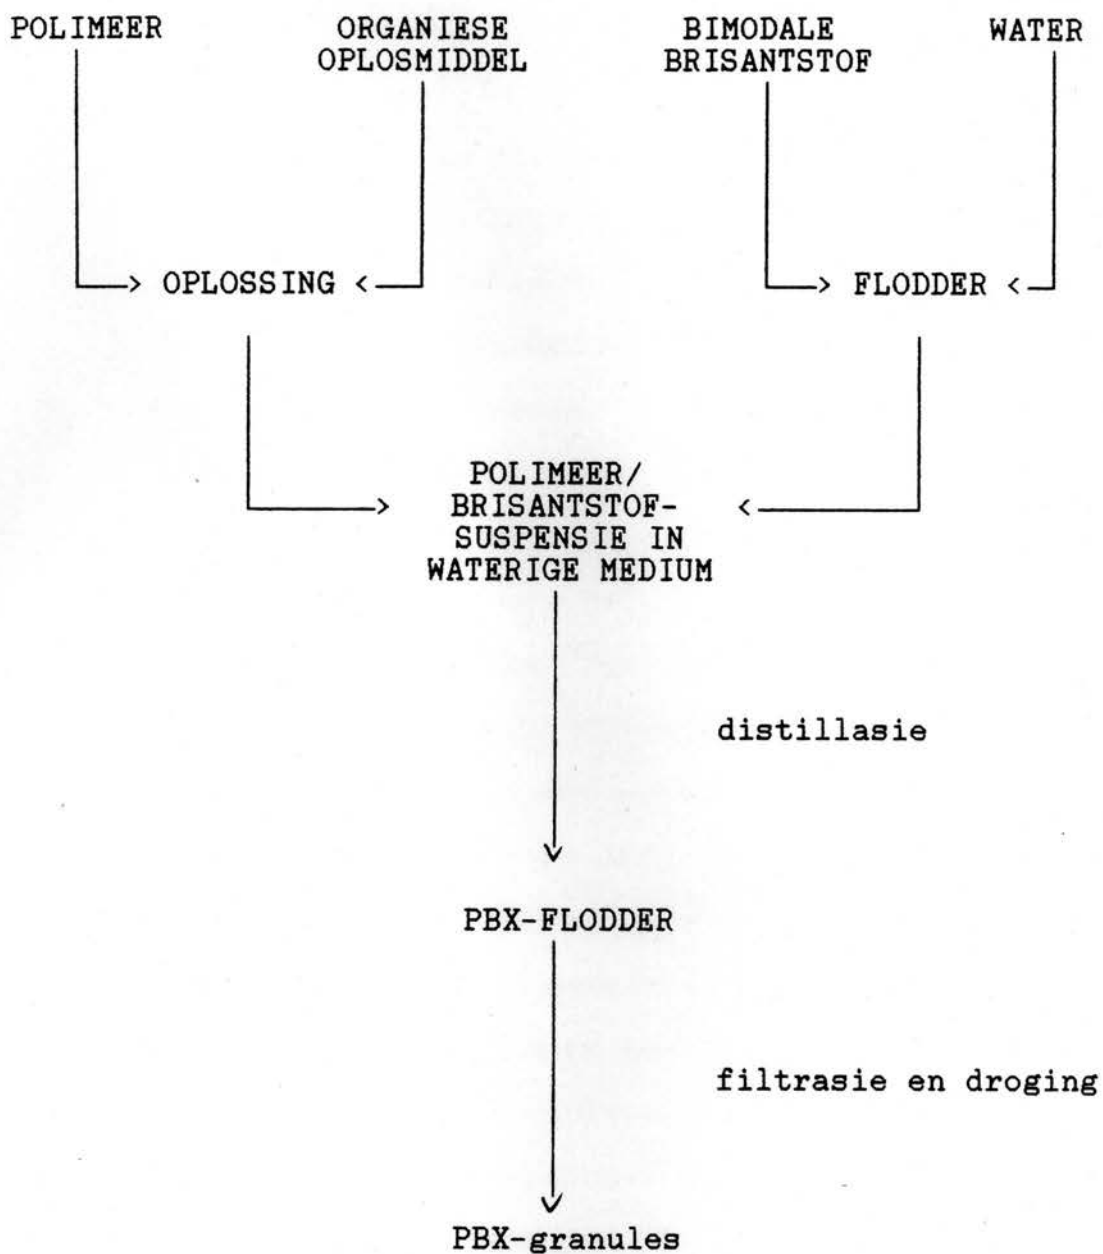 POLIMEER
ORGANIESE
OPLOSMIDDEL
BIMODALE
BRISANTSTOF
WATER
OPLOSSING
FLODDER
POLIMEER/
BRISANTSTOF-
SUSPENSIE IN
WATERIGE MEDIUM
distillasie
PBX-FLODDER
filtrasie en droging
PBX-granules